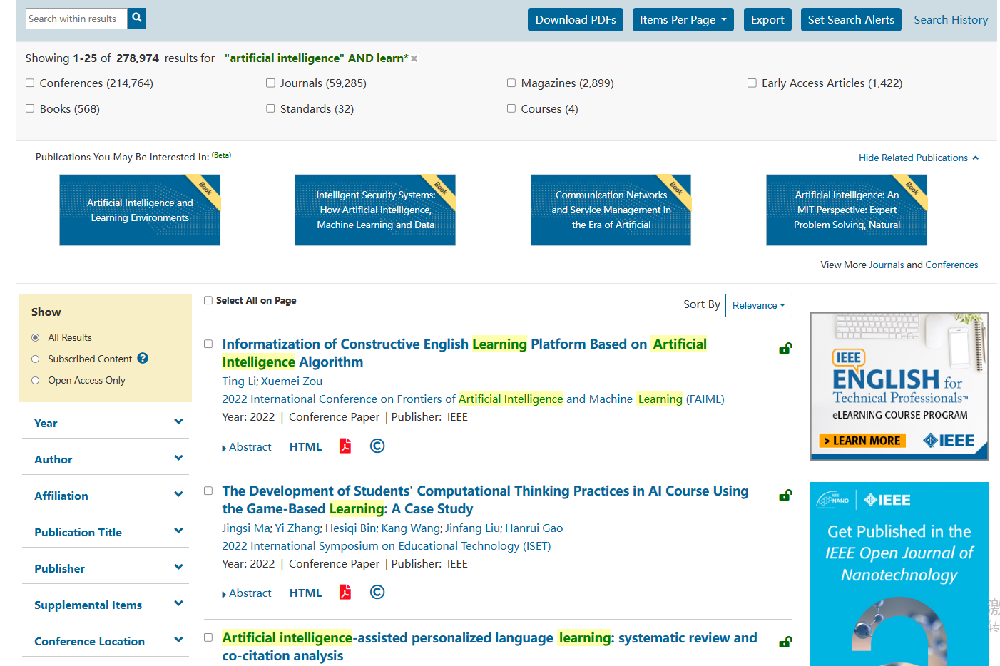 Search within results
Download PDFs
Items Per Page
Export
Set Search Alerts
Search History
Showing 1-25 of 278,974 results for "artificial intelligence" AND learn*
Conferences (214,764)
Journals (59,285)
Magazines (2,899)
Early Access Articles (1,422)
Books (568)
Standards (32)
Courses (4)
Publications You May Be Interested In: (Beta)
Hide Related Publications
Book
Artificial Intelligence and
Learning Environments
Book
Intelligent Security Systems:
How Artificial Intelligence,
Machine Learning and Data
Book
Communication Networks
and Service Management in
the Era of Artificial
Book
Artificial Intelligence: An
MIT Perspective: Expert
Problem Solving, Natural
View More Journals and Conferences
Show
All Results
Subscribed Content ?
Open Access Only
Year
Author
Affiliation
Publication Title
Publisher
Supplemental Items
Conference Location
Select All on Page
Sort By
Relevance
Informatization of Constructive English Learning Platform Based on Artificial
Intelligence Algorithm
Ting Li; Xuemei Zou
2022 International Conference on Frontiers of Artificial Intelligence and Machine Learning (FAIML)
Year: 2022 | Conference Paper | Publisher: IEEE
Abstract HTML ©
The Development of Students' Computational Thinking Practices in AI Course Using
the Game-Based Learning: A Case Study
Jingsi Ma; Yi Zhang; Hesiqi Bin; Kang Wang; Jinfang Liu; Hanrui Gao
2022 International Symposium on Educational Technology (ISET)
Year: 2022 | Conference Paper | Publisher: IEEE
Abstract HTML ©
Artificial intelligence-assisted personalized language learning: systematic review and
co-citation analysis
IEEE
ENGLISH for
Technical Professionals™
eLEARNING COURSE PROGRAM
> LEARN MORE
IEEE
IEEE
NANO
IEEE
Get Published in the
IEEE Open Journal of
Nanotechnology
激
转